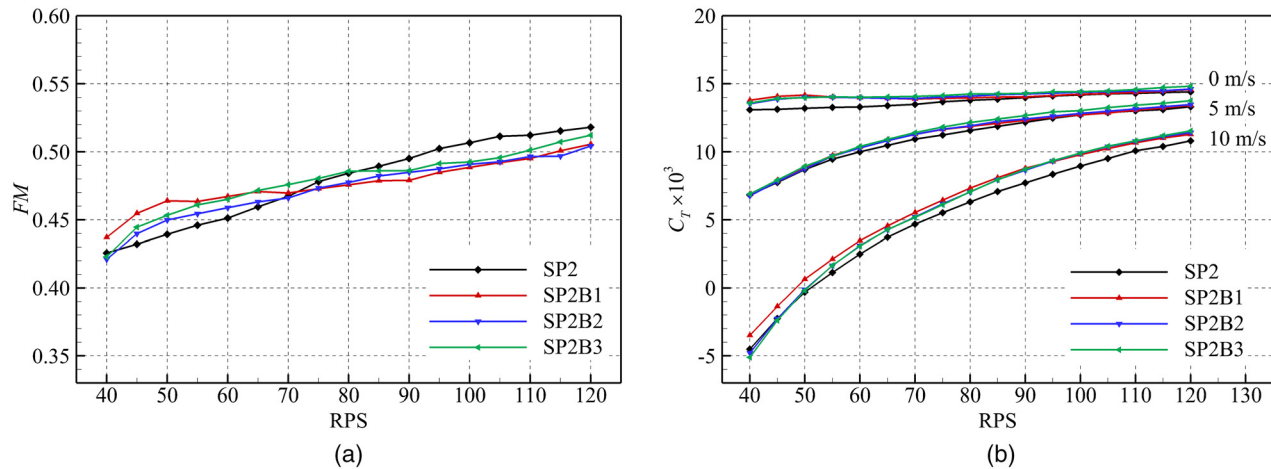 0.60
0.55
0.50
0.45
0.40
0.35
FM
40 50 60 70 80 90 100 110 120
RPS
SP2
SP2B1
SP2B2
SP2B3
(a)
20
15
10
5
0
-5
C_T ×10³
0 m/s
5 m/s
10 m/s
SP2
SP2B1
SP2B2
SP2B3
40 50 60 70 80 90 100 110 120 130
RPS
(b)